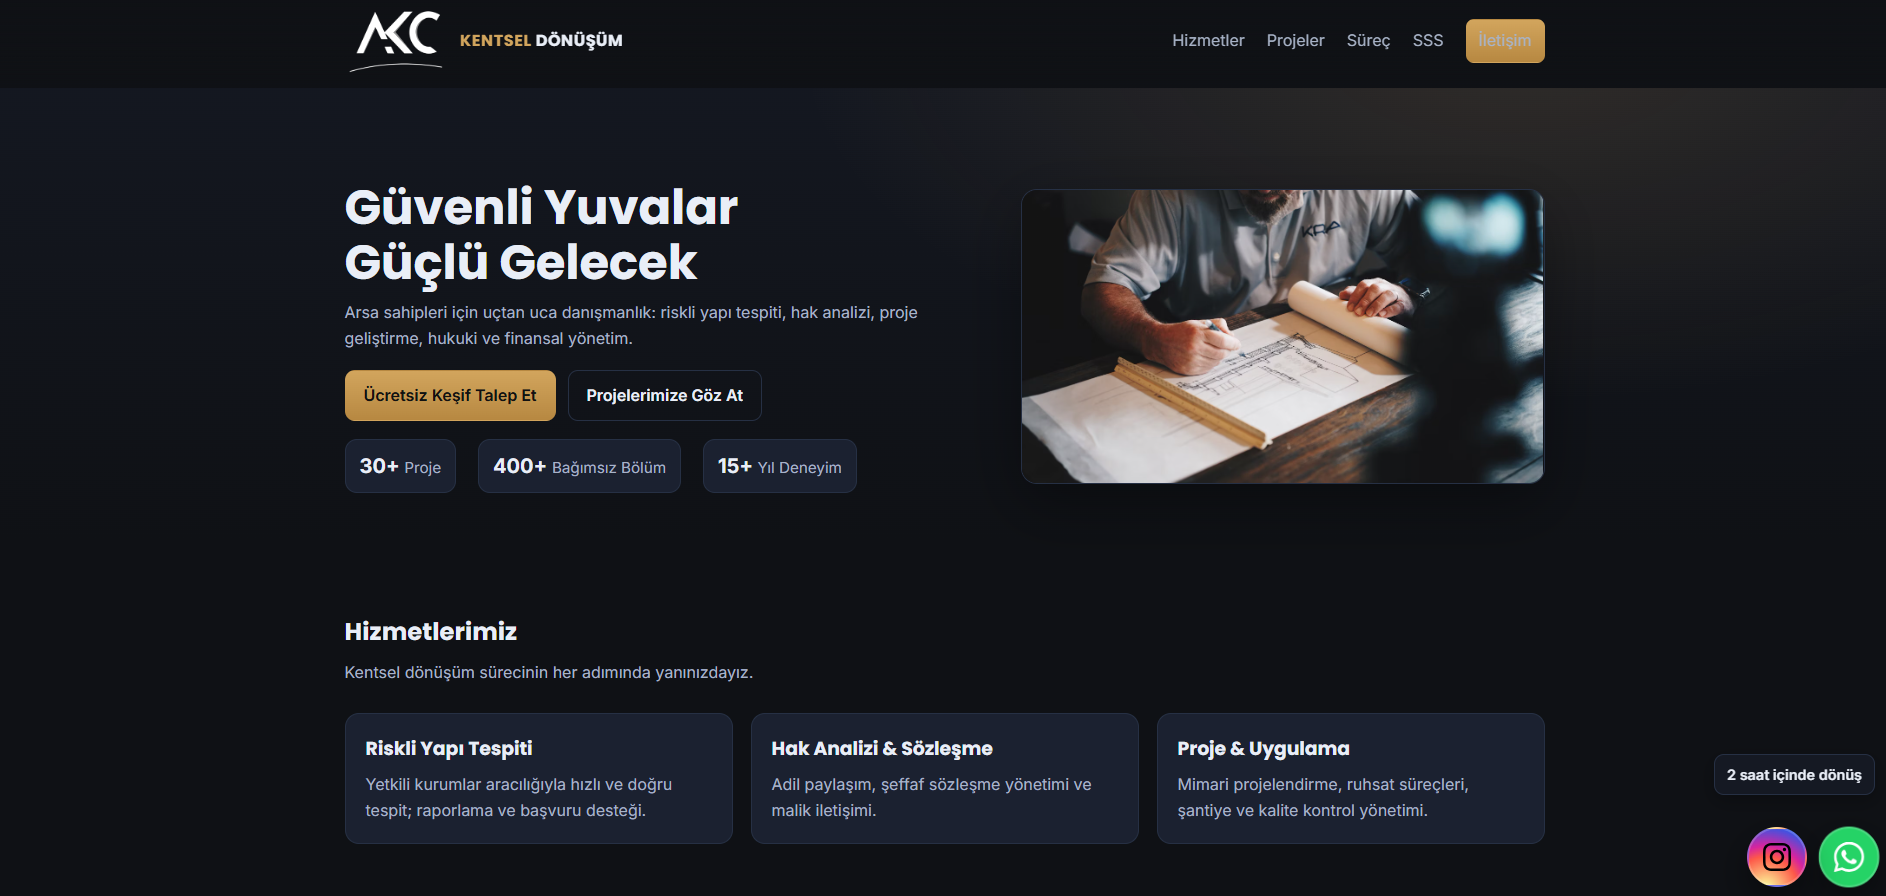 AKC
KENTSEL DÖNÜŞÜM
Hizmetler
Projeler
Süreç
SSS
İletişim
Güvenli Yuvalar
Güçlü Gelecek
Arsa sahipleri için uçtan uca danışmanlık: riskli yapı tespiti, hak analizi, proje
geliştirme, hukuki ve finansal yönetim.
Ücretsiz Keşif Talep Et
Projelerimize Göz At
30+ Proje
400+ Bağımsız Bölüm
15+ Yıl Deneyim
KRA
Hizmetlerimiz
Kentsel dönüşüm sürecinin her adımında yanınızdayız.
Riskli Yapı Tespiti
Yetkili kurumlar aracılığıyla hızlı ve doğru
tespit; raporlama ve başvuru desteği.
Hak Analizi & Sözleşme
Adil paylaşım, şeffaf sözleşme yönetimi ve
malik iletişimi.
Proje & Uygulama
Mimari projelendirme, ruhsat süreçleri,
şantiye ve kalite kontrol yönetimi.
2 saat içinde dönüş